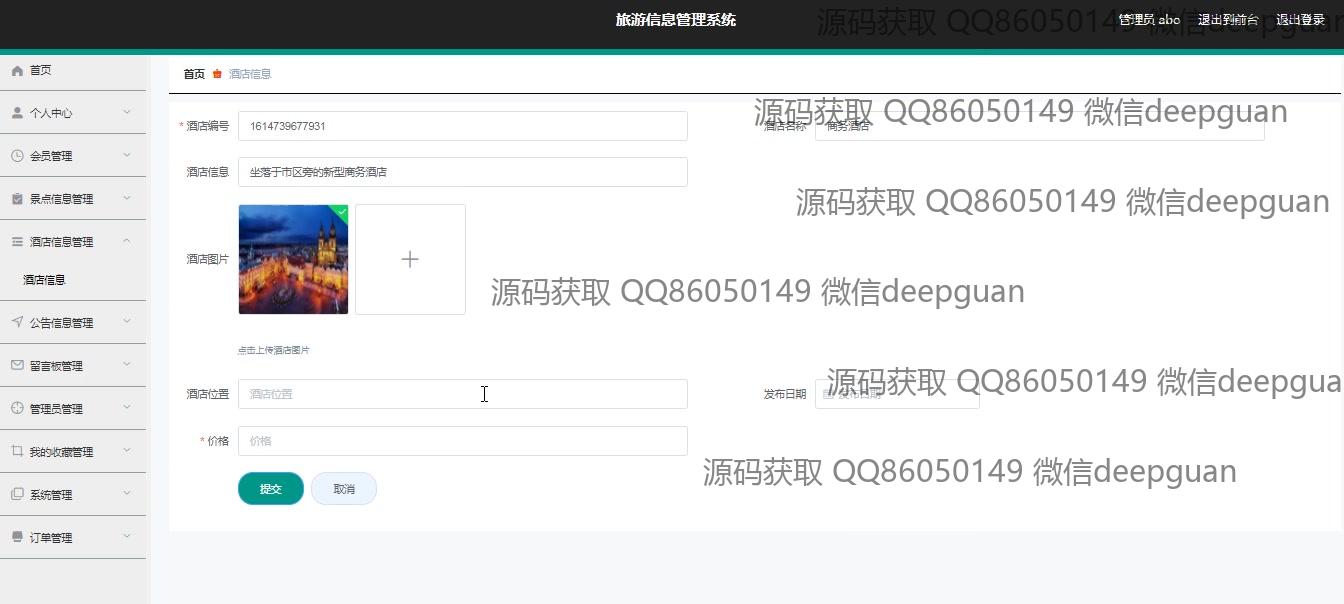 旅游信息管理系统
源码获取 QQ86050149 微信deepguan
管理员 abo 退出到前台 退出登录
首页
个人中心
会员管理
景点信息管理
酒店信息管理
酒店信息
公告信息管理
留言板管理
管理员管理
我的收藏管理
系统管理
订单管理
首页 酒店信息
源码获取 QQ86050149 微信deepguan
* 酒店编号 1614739677931
酒店名称 商务酒店
酒店信息 坐落于市区旁的新型商务酒店
源码获取 QQ86050149 微信deepguan
酒店图片
源码获取 QQ86050149 微信deepguan
点击上传酒店图片
源码获取 QQ86050149 微信deepgua
酒店位置 酒店位置
发布日期 发布日期
* 价格 价格
源码获取 QQ86050149 微信deepguan
提交 取消